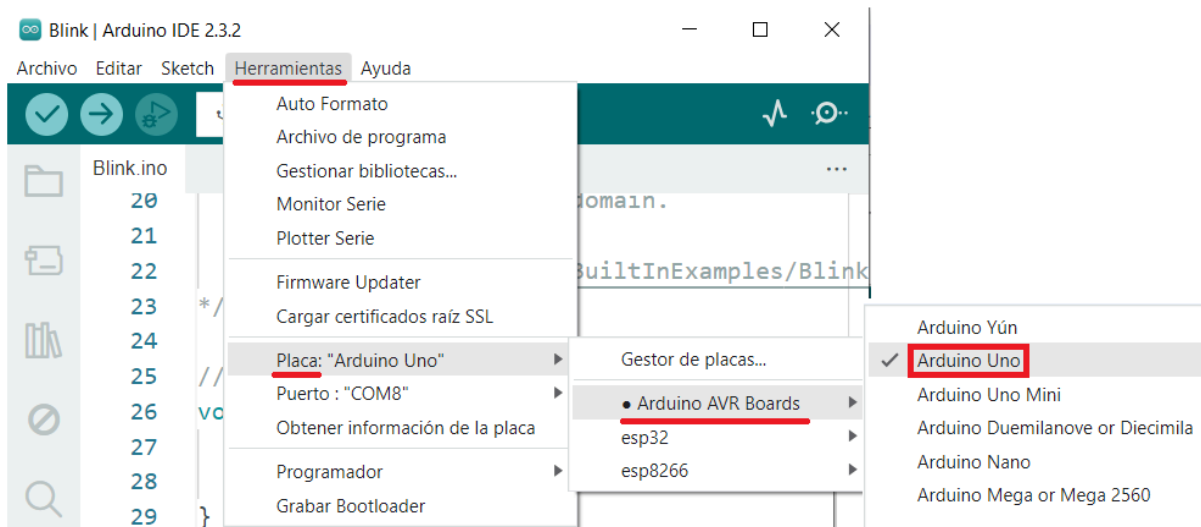 Blink | Arduino IDE 2.3.2
Archivo Editar Sketch Herramientas Ayuda
Blink.ino
Auto Formato
Archivo de programa
Gestionar bibliotecas...
Monitor Serie
Plotter Serie
Firmware Updater
Cargar certificados raíz SSL
Placa: "Arduino Uno"
Puerto : "COM8"
Obtener información de la placa
Programador
Grabar Bootloader
Gestor de placas...
● Arduino AVR Boards
esp32
esp8266
Arduino Yún
✓ Arduino Uno
Arduino Uno Mini
Arduino Duemilanove or Diecimila
Arduino Nano
Arduino Mega or Mega 2560
20 domain.
21
22 BuiltInExamples/Blink
23 */
24
25 //
26 vo
27
28
29 }